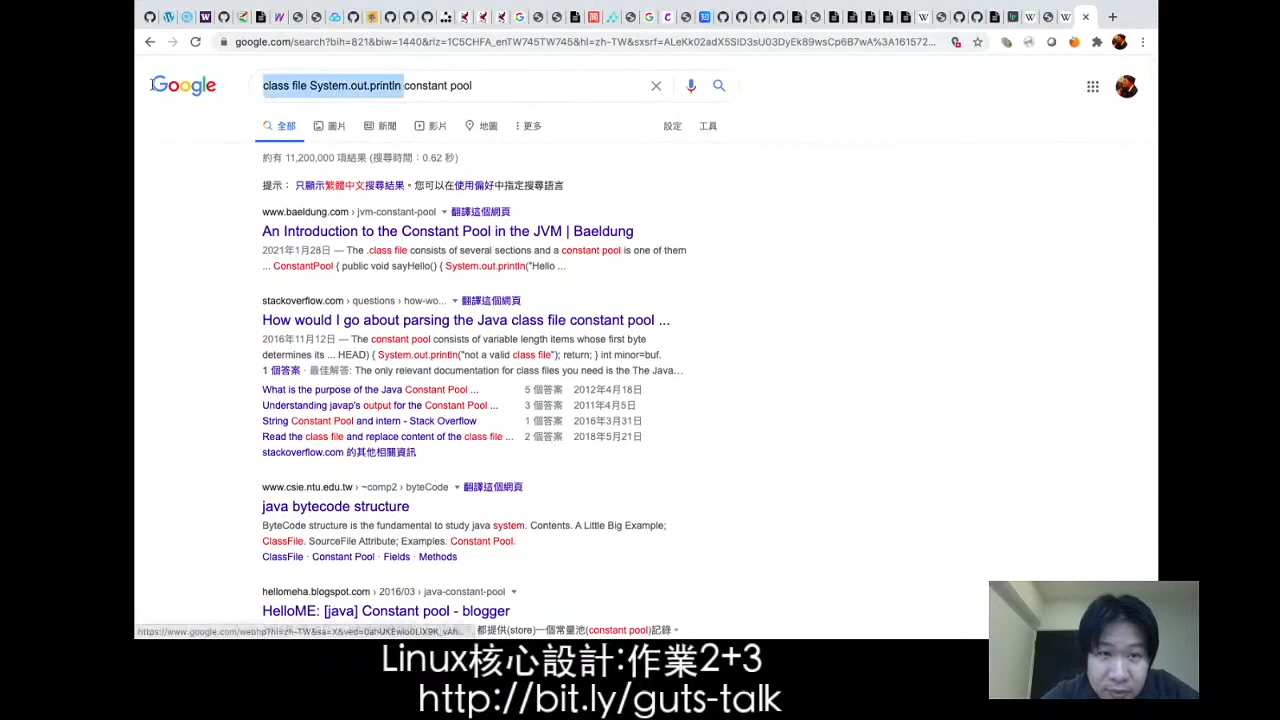 google.com/search?bih=821&biw=1440&rlz=1C5CHFA_enTW745TW745&hl=zh-TW&sxsrf=ALeKk02adX5SID3sU03DyEk89wsCp6B7wA%3A161572...
Google
class file System.out.println constant pool
全部 圖片 新聞 影片 地圖 更多 設定 工具
約有 11,200,000 項結果 (搜尋時間：0.62 秒)
提示： 只顯示繁體中文搜尋結果。您可以在使用偏好中指定搜尋語言
www.baeldung.com › jvm-constant-pool 翻譯這個網頁
An Introduction to the Constant Pool in the JVM | Baeldung
2021年1月28日 — The .class file consists of several sections and a constant pool is one of them
... ConstantPool { public void sayHello() { System.out.println("Hello ...
stackoverflow.com › questions › how-wo... 翻譯這個網頁
How would I go about parsing the Java class file constant pool ...
2016年11月12日 — The constant pool consists of variable length items whose first byte
determines its ... HEAD) { System.out.println("not a valid class file"); return; } int minor=buf.
1 個答案 · 最佳解答: The only relevant documentation for class files you need is the The Java…
What is the purpose of the Java Constant Pool ... 5 個答案 2012年4月18日
Understanding javap's output for the Constant Pool ... 3 個答案 2011年4月5日
String Constant Pool and intern - Stack Overflow 1 個答案 2016年3月31日
Read the class file and replace content of the class file ... 2 個答案 2018年5月21日
stackoverflow.com 的其他相關資訊
www.csie.ntu.edu.tw › ~comp2 › byteCode 翻譯這個網頁
java bytecode structure
ByteCode structure is the fundamental to study java system. Contents. A Little Big Example;
ClassFile. SourceFile Attribute; Examples. Constant Pool.
ClassFile · Constant Pool · Fields · Methods
hellomeha.blogspot.com › 2016/03 › java-constant-pool
HelloME: [java] Constant pool - blogger
都提供(store)一個常量池(constant pool)記錄。
Linux核心設計:作業2+3
http://bit.ly/guts-talk